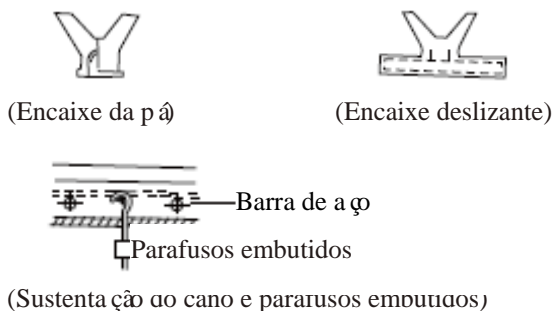 (Encaixe da pá)
(Encaixe deslizante)
Barra de aço
Parafusos embutidos
(Sustentação do cano e parafusos embutidos)